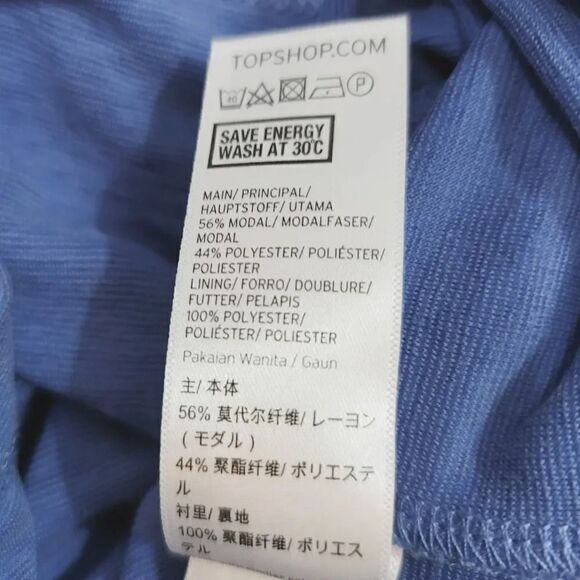 TOPSHOP.COM
40 P
SAVE ENERGY
WASH AT 30°C
MAIN/ PRINCIPAL/
HAUPTSTOFF/ UTAMA
56% MODAL/ MODALFASER/
MODAL
44% POLYESTER/ POLIÉSTER/
POLIESTER
LINING/ FORRO/ DOUBLURE/
FUTTER/ PELAPIS
100% POLYESTER/
POLIÉSTER/ POLIESTER
Pakaian Wanita / Gaun
主/ 本体
56% 莫代尔纤维/ レーヨン
( モダル )
44% 聚酯纤维/ ポリエステ
ル
衬里/ 裏地
100% 聚酯纤维/ ポリエス
テル